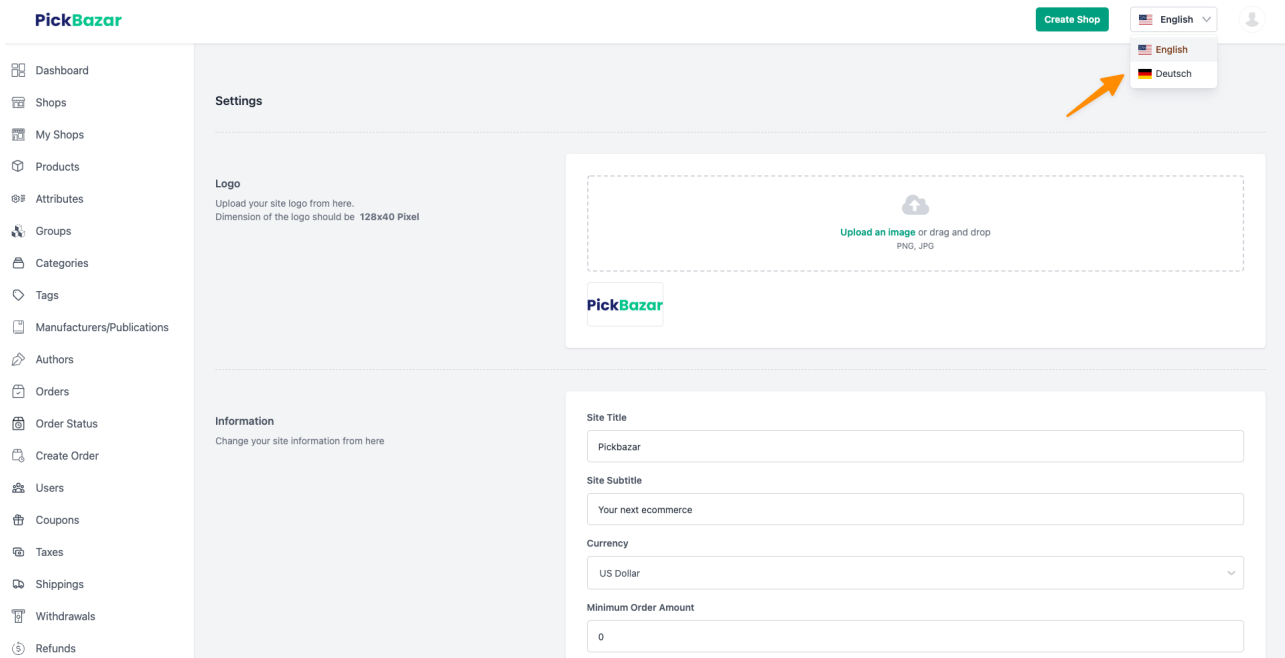 PickBazar
Create Shop
English
English
Deutsch
Dashboard
Shops
My Shops
Products
Attributes
Groups
Categories
Tags
Manufacturers/Publications
Authors
Orders
Order Status
Create Order
Users
Coupons
Taxes
Shippings
Withdrawals
Refunds
Settings
Logo
Upload your site logo from here.
Dimension of the logo should be 128x40 Pixel
Upload an image or drag and drop
PNG, JPG
PickBazar
Information
Change your site information from here
Site Title
Pickbazar
Site Subtitle
Your next ecommerce
Currency
US Dollar
Minimum Order Amount
0